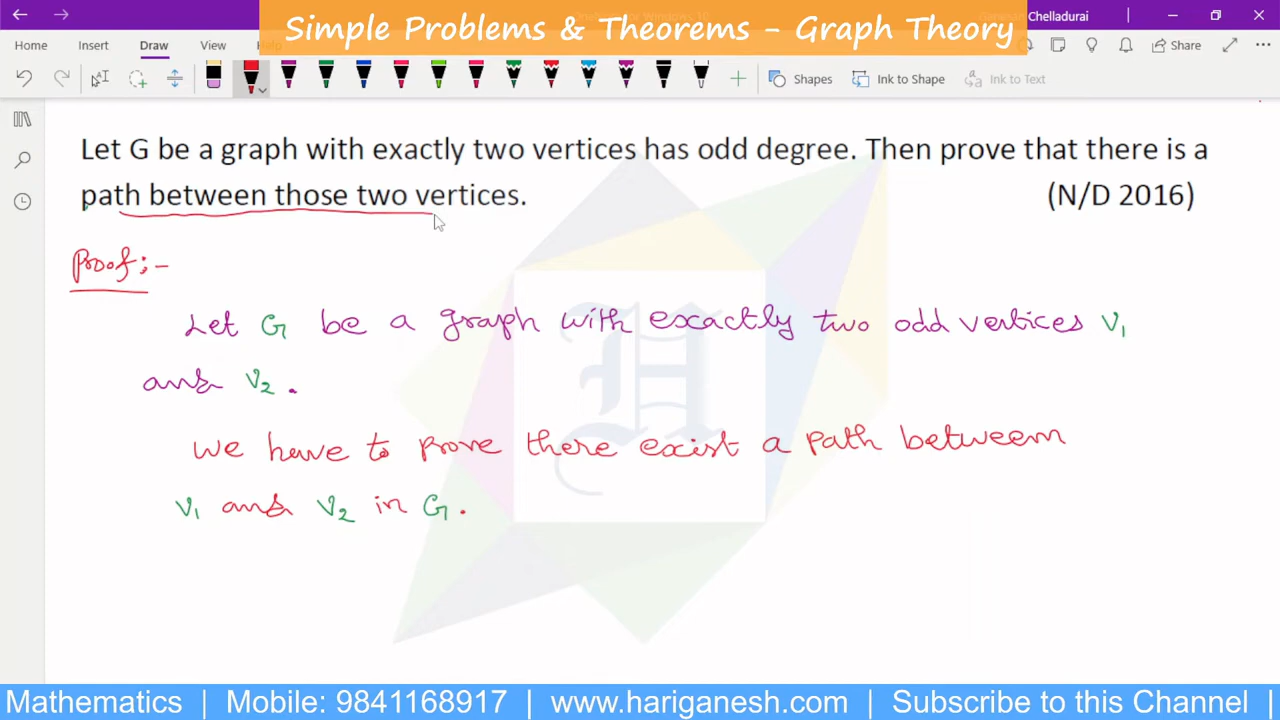 Simple Problems & Theorems - Graph Theory
Chelladurai
Home Insert Draw View
Share
Shapes Ink to Shape Ink to Text
Let G be a graph with exactly two vertices has odd degree. Then prove that there is a
path between those two vertices. (N/D 2016)
Proof:-
Let G be a graph with exactly two odd vertices V1
and V2.
We have to prove there exist a path between
V1 and V2 in G.
H
Mathematics | Mobile: 9841168917 | www.hariganesh.com | Subscribe to this Channel |